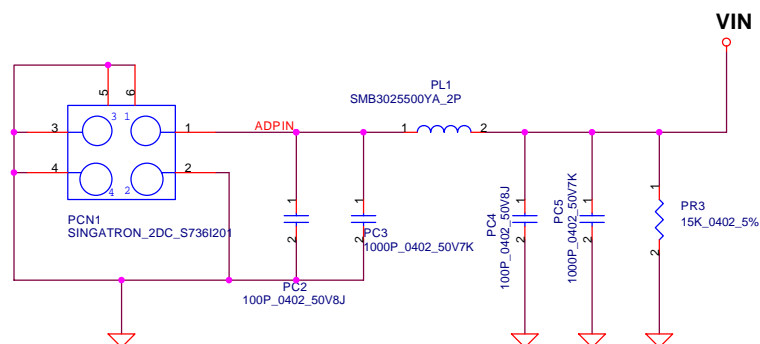 VIN
PL1
SMB3025500YA_2P
5
6
3
1
3
1
ADPIN
1
2
4
2
4
2
PCN1
SINGATRON_2DC_S736I201
1
2
PC2
100P_0402_50V8J
1
2
PC3
1000P_0402_50V7K
PC4
100P_0402_50V8J
1
2
PC5
1000P_0402_50V7K
1
2
1
2
PR3
15K_0402_5%